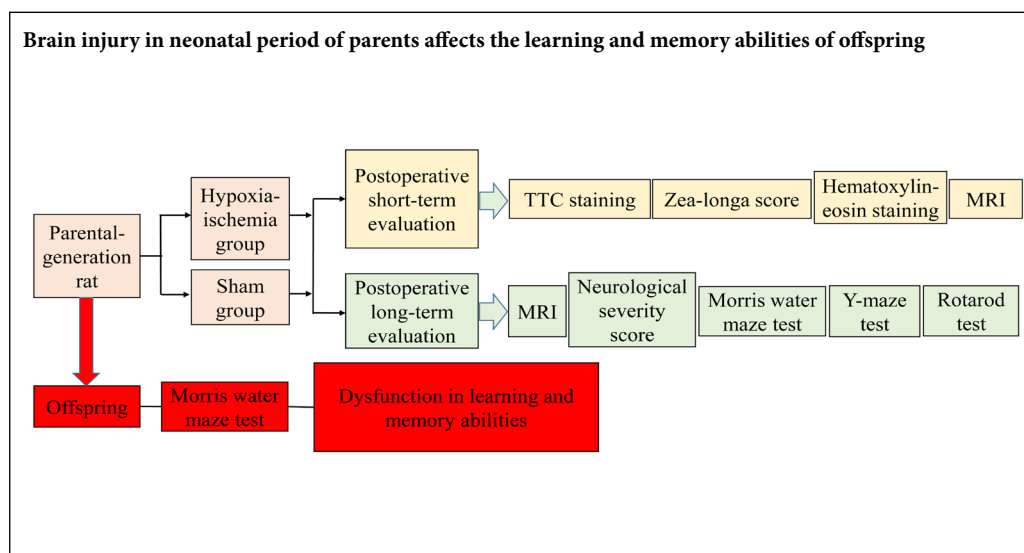 Brain injury in neonatal period of parents affects the learning and memory abilities of offspring
Parental-
generation
rat
Hypoxia-
ischemia
group
Sham
group
Postoperative
short-term
evaluation
TTC staining
Zea-longa score
Hematoxylin-
eosin staining
MRI
Postoperative
long-term
evaluation
MRI
Neurological
severity
score
Morris water
maze test
Y-maze
test
Rotarod
test
Offspring
Morris water
maze test
Dysfunction in learning and
memory abilities